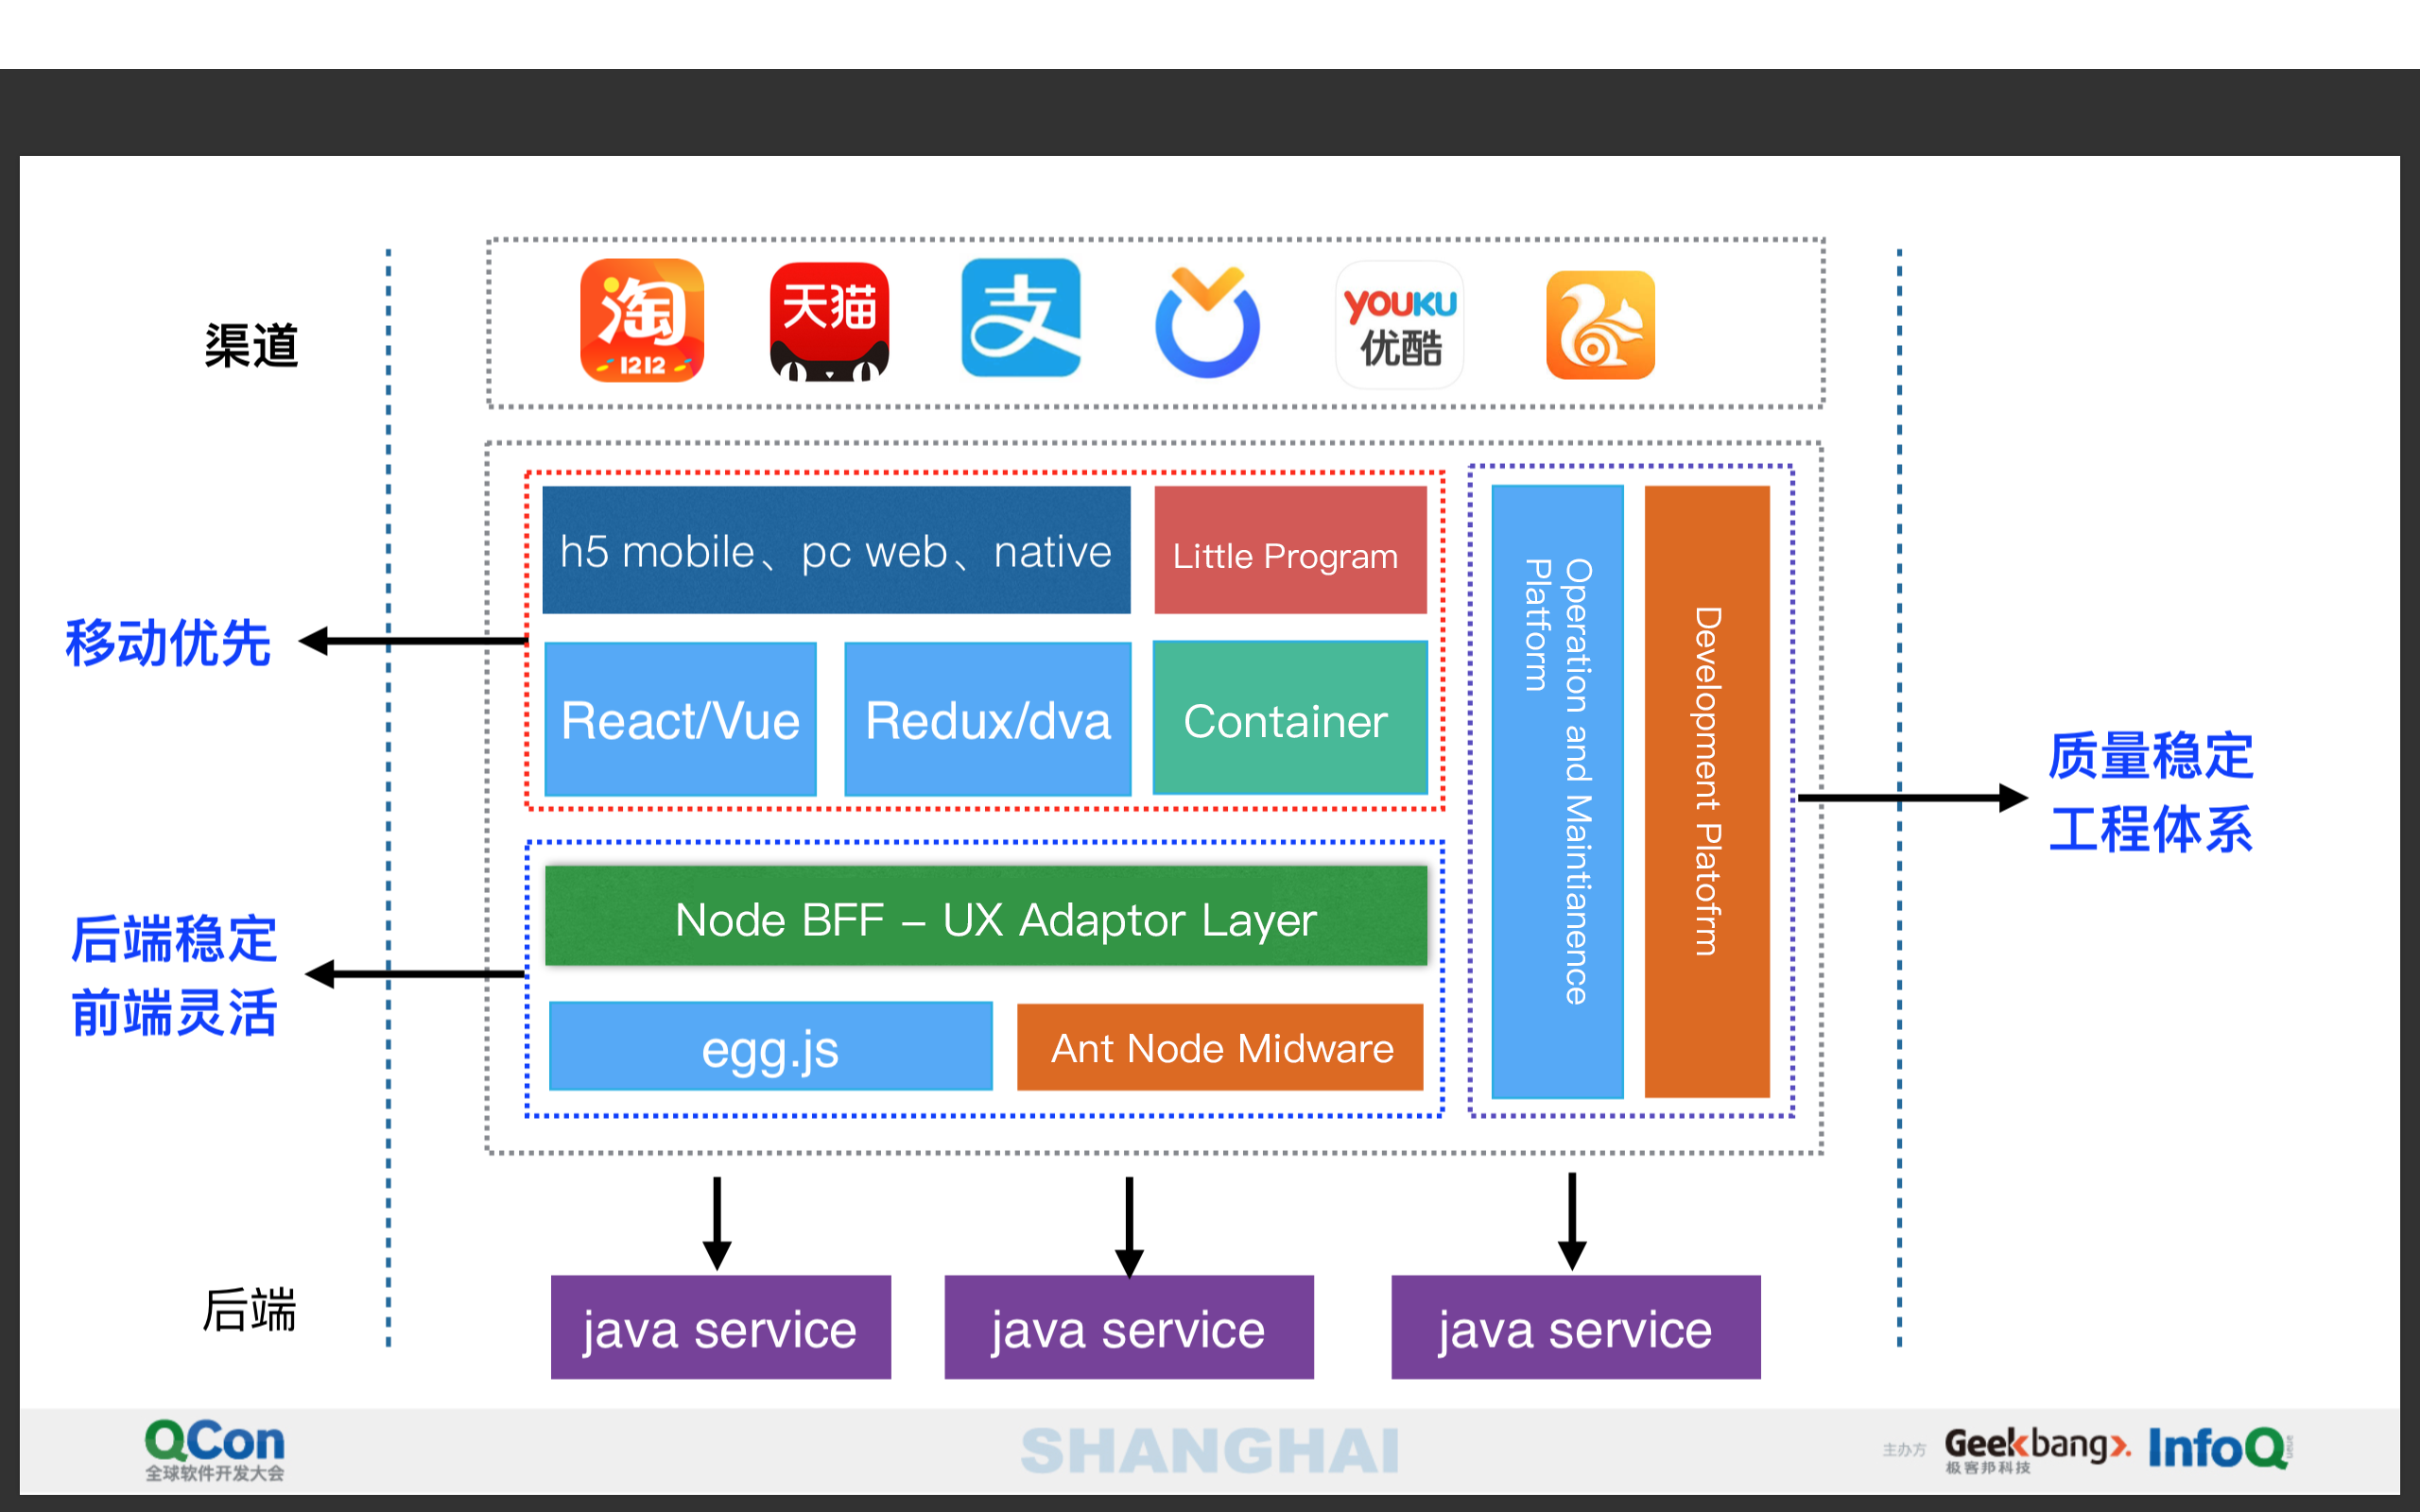 渠道
淘
1212
天猫
支
YOUKU
优酷
h5 mobile、pc web、native
Little Program
移动优先
React/Vue
Redux/dva
Container
Operation and Maintianence
Platform
Development Platofrm
质量稳定
工程体系
Node BFF – UX Adaptor Layer
后端稳定
前端灵活
egg.js
Ant Node Midware
后端
java service
java service
java service
QCon
全球软件开发大会
SHANGHAI
主办方
Geekbang>.
极客邦科技
InfoQ